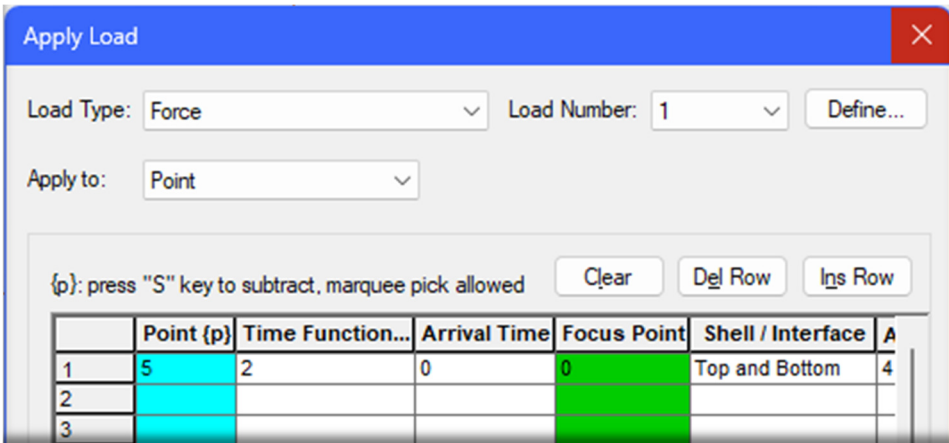 Apply Load
Load Type: Force Load Number: 1 Define...
Apply to: Point
{p}: press "S" key to subtract, marquee pick allowed Clear Del Row Ins Row
Point {p} Time Function... Arrival Time Focus Point Shell / Interface A
1 5 2 0 0 Top and Bottom 4
2
3